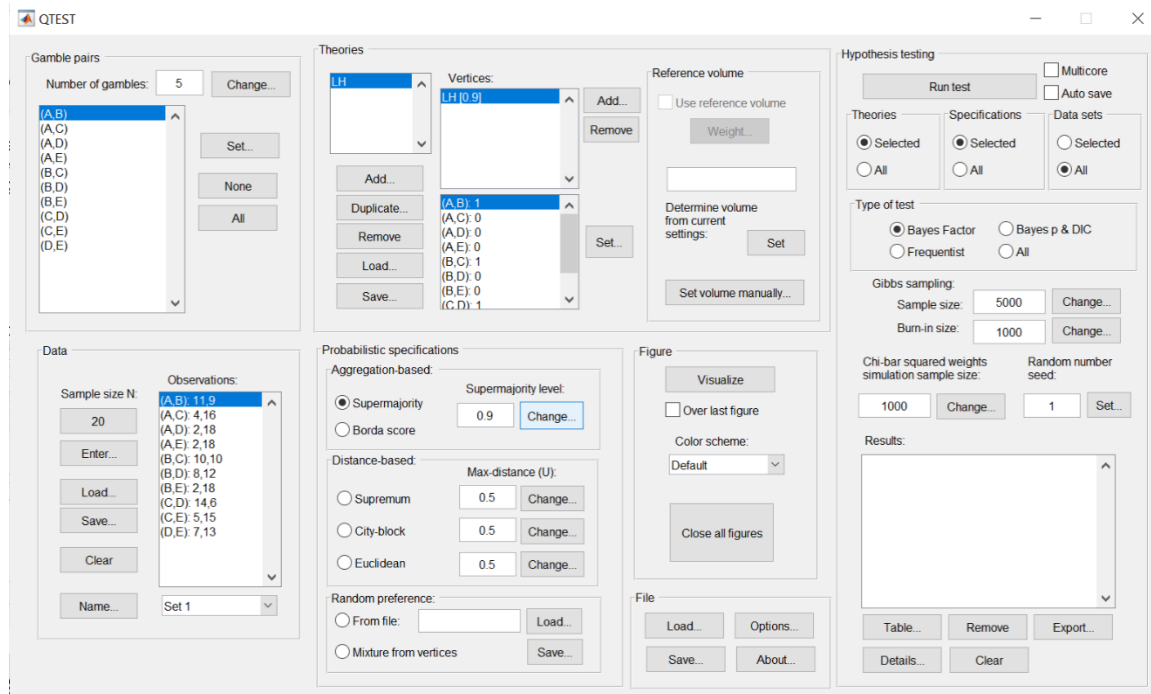 QTEST
Gamble pairs
Number of gambles: 5 Change...
(A,B)
(A,C)
(A,D)
(A,E)
(B,C)
(B,D)
(B,E)
(C,D)
(C,E)
(D,E)
Set...
None
All
Theories
LH
Add...
Duplicate...
Remove
Load...
Save...
Vertices:
LH [0.9]
Add...
Remove
(A,B): 1
(A,C): 0
(A,D): 0
(A,E): 0
(B,C): 1
(B,D): 0
(B,E): 0
(C,D): 1
Set...
Reference volume
Use reference volume
Weight...
Determine volume
from current
settings:
Set
Set volume manually...
Hypothesis testing
Run test
Multicore
Auto save
Theories
Selected
All
Specifications
Selected
All
Data sets
Selected
All
Type of test
Bayes Factor Bayes p & DIC
Frequentist All
Gibbs sampling:
Sample size: 5000 Change...
Burn-in size: 1000 Change...
Chi-bar squared weights
simulation sample size:
1000 Change...
Random number
seed:
1 Set...
Results:
Table... Remove Export...
Details... Clear
Data
Sample size N:
20
Enter...
Load...
Save...
Clear
Name...
Observations:
(A,B): 11,9
(A,C): 4,16
(A,D): 2,18
(A,E): 2,18
(B,C): 10,10
(B,D): 8,12
(B,E): 2,18
(C,D): 14,6
(C,E): 5,15
(D,E): 7,13
Set 1
Probabilistic specifications
Aggregation-based:
Supermajority
Borda score
Supermajority level:
0.9 Change...
Distance-based:
Max-distance (U):
Supremum 0.5 Change...
City-block 0.5 Change...
Euclidean 0.5 Change...
Random preference:
From file: Load...
Mixture from vertices Save...
Figure
Visualize
Over last figure
Color scheme:
Default
Close all figures
File
Load... Options...
Save... About...